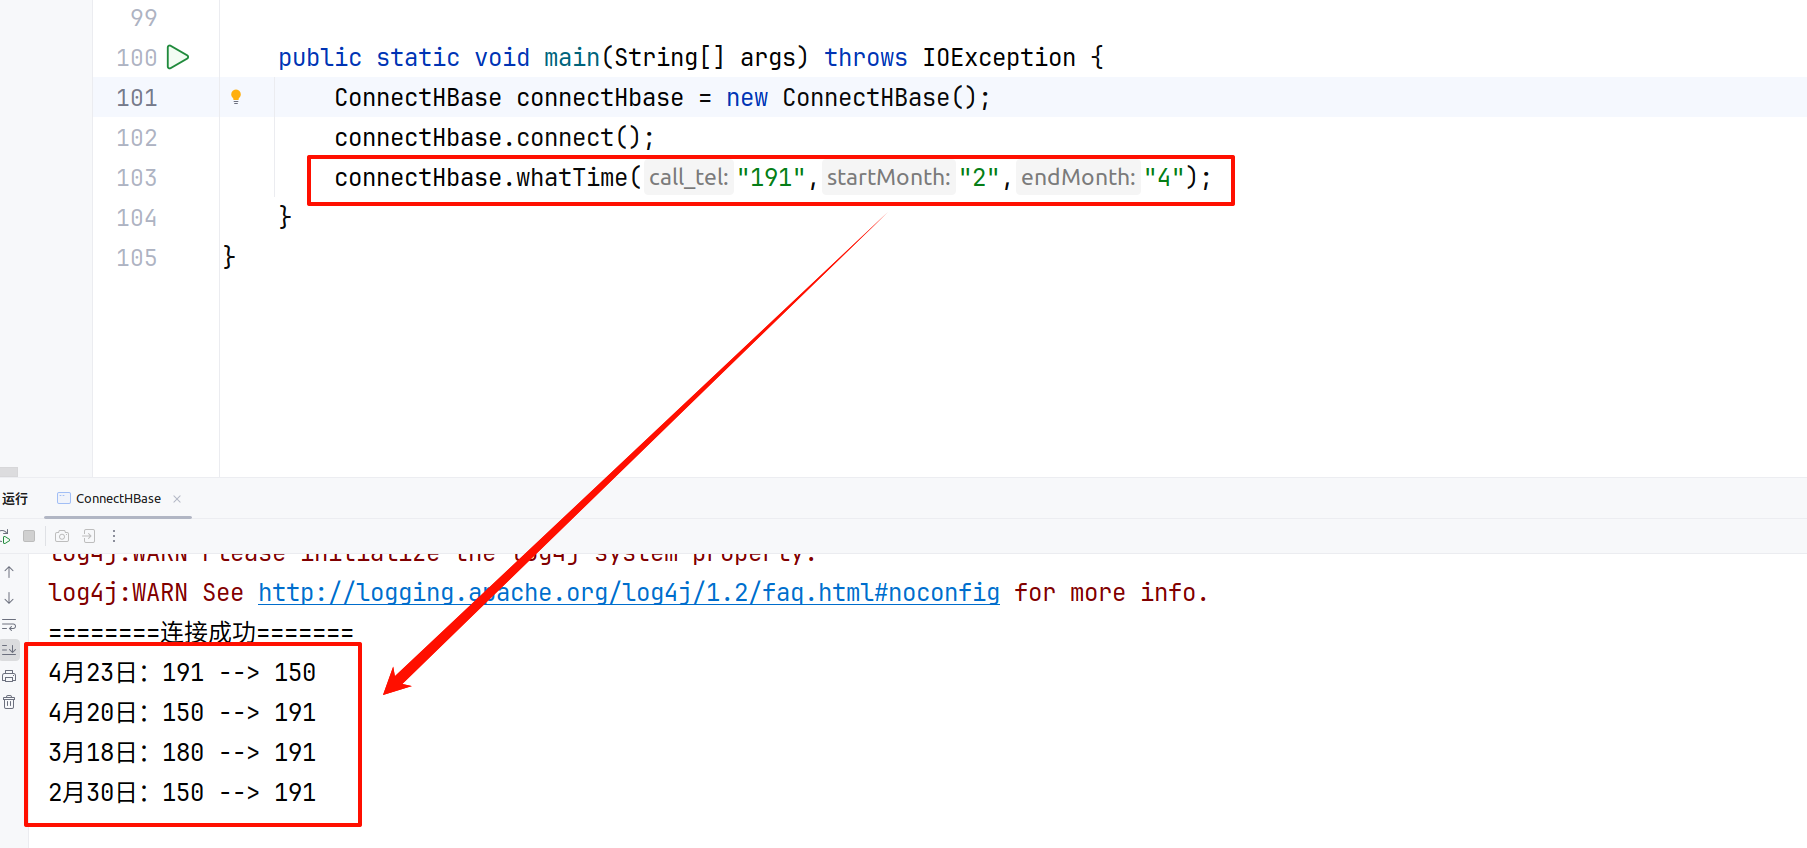 99
100 public static void main(String[] args) throws IOException {
101 ConnectHBase connectHbase = new ConnectHBase();
102 connectHbase.connect();
103 connectHbase.whatTime( call_tel: "191", startMonth: "2", endMonth: "4");
104 }
105 }
运行 ConnectHBase ×
log4j:WARN Please initialize the log4j system property.
log4j:WARN See http://logging.apache.org/log4j/1.2/faq.html#noconfig for more info.
========连接成功=======
4月23日：191 --> 150
4月20日：150 --> 191
3月18日：180 --> 191
2月30日：150 --> 191